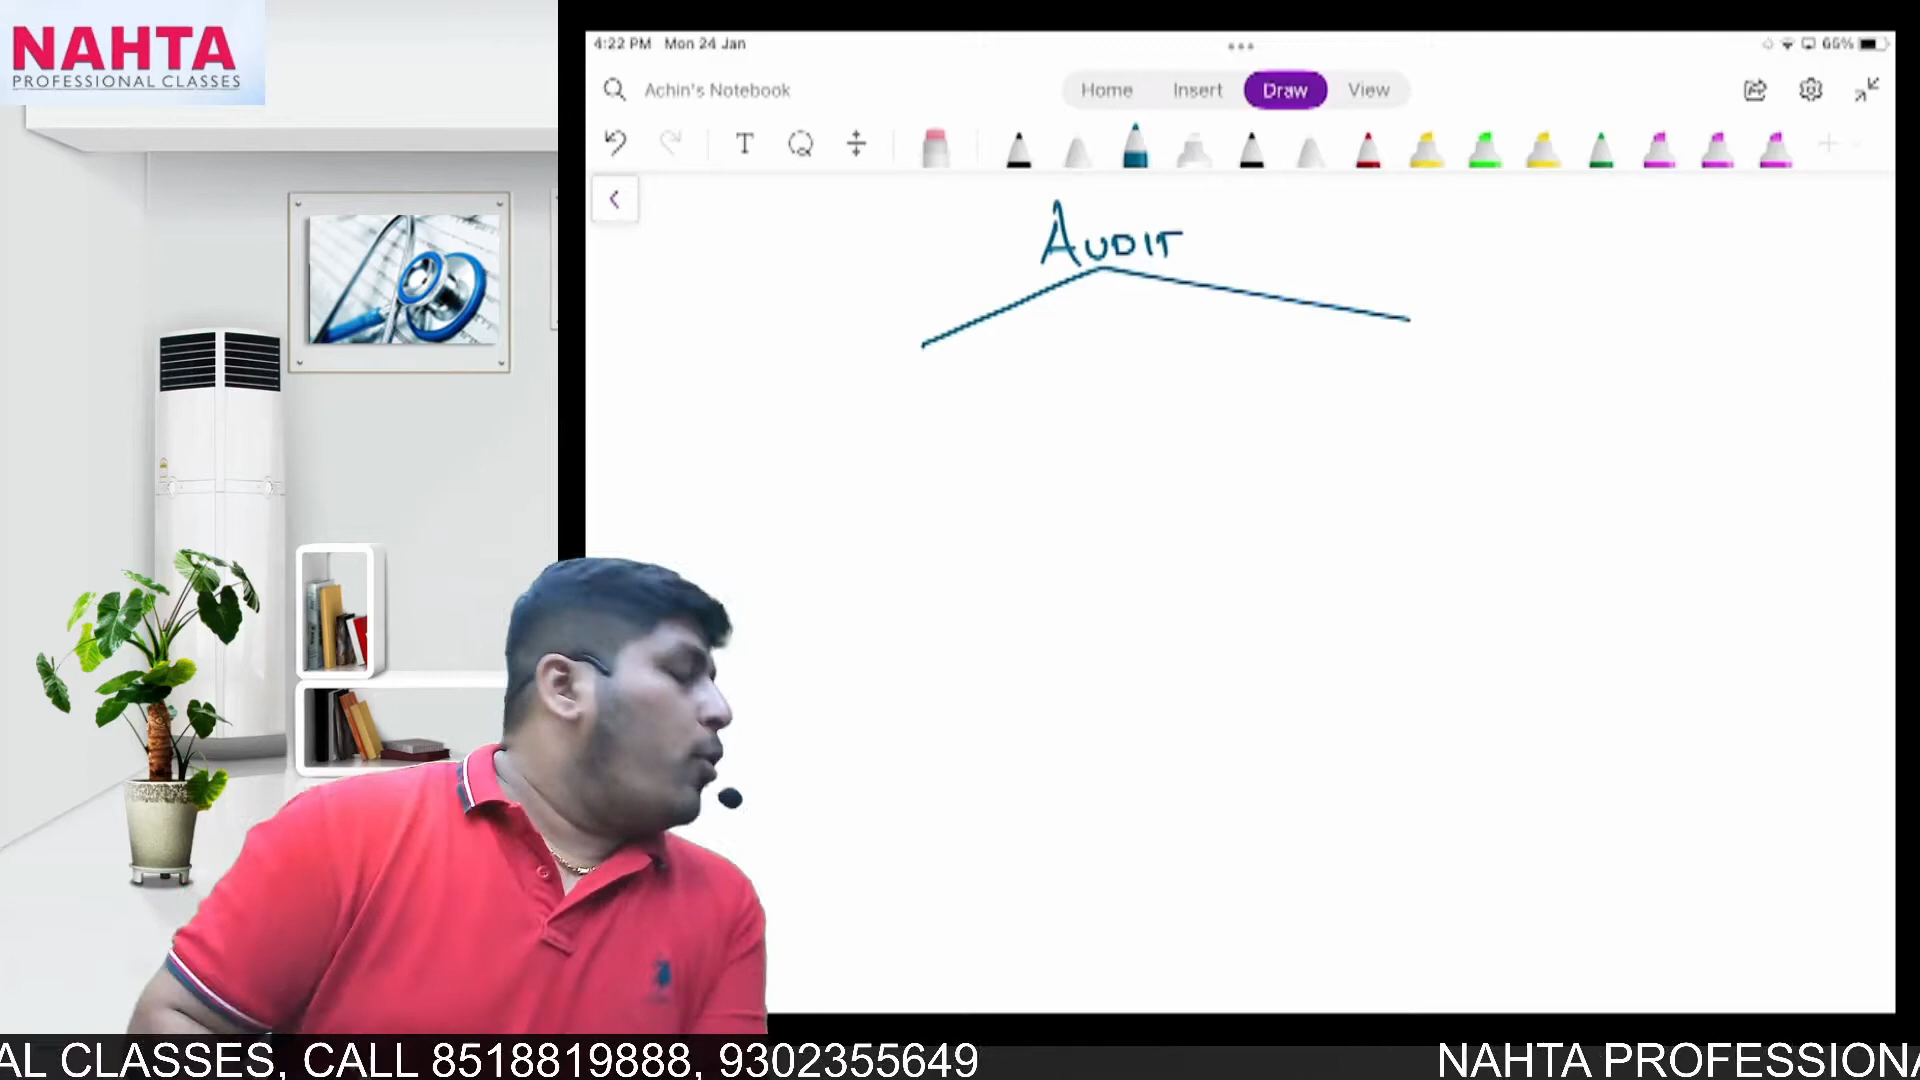 NAHTA
PROFESSIONAL CLASSES
4:22 PM Mon 24 Jan
65%
Achin's Notebook
Home Insert Draw View
T
AUDIT
AL CLASSES, CALL 8518819888, 9302355649 NAHTA PROFESSIONA